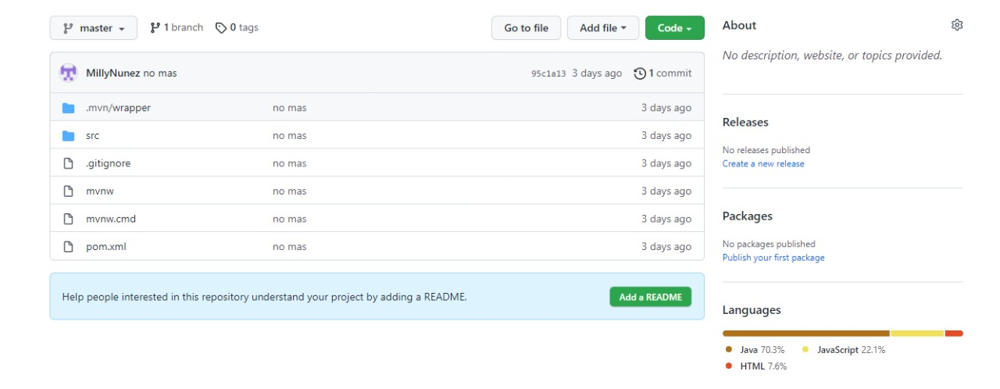 master 1 branch 0 tags Go to file Add file Code
MillyNunez no mas 95c1a13 3 days ago 1 commit
.mvn/wrapper no mas 3 days ago
src no mas 3 days ago
.gitignore no mas 3 days ago
mvnw no mas 3 days ago
mvnw.cmd no mas 3 days ago
pom.xml no mas 3 days ago
Help people interested in this repository understand your project by adding a README. Add a README
About
No description, website, or topics provided.
Releases
No releases published
Create a new release
Packages
No packages published
Publish your first package
Languages
Java 70.3% JavaScript 22.1%
HTML 7.6%